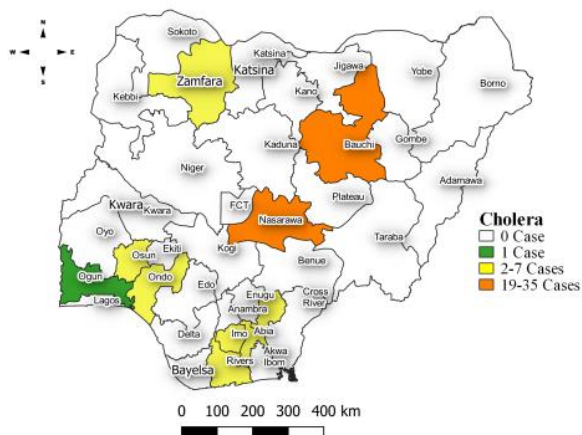 N
W E
S
Sokoto
Katsina
Zamfara
Katsina
Jigawa
Yobe
Borno
Kebbi
Kano
Kaduna
Bauchi
Gombe
Niger
Adamawa
Kwara
Kwara
FCT
Plateau
Nasarawa
Taraba
Oyo
Osun
Ekiti
Kogi
Benue
Ogun
Ondo
Edo
Lagos
Enugu
Anambra
Cross
River
Delta
Imo
Abia
Bayelsa
Rivers
Akwa
Ibom
Cholera
0 Case
1 Case
2-7 Cases
19-35 Cases
0 100 200 300 400 km